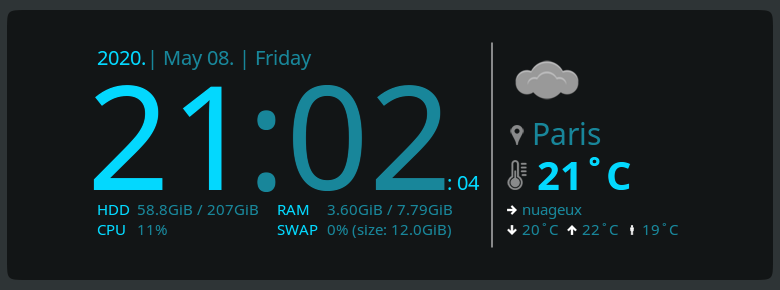 2020.| May 08. | Friday
21:02: 04
HDD 58.8GiB / 207GiB RAM 3.60GiB / 7.79GiB
CPU 11% SWAP 0% (size: 12.0GiB)
Paris
21°C
nuageux
20°C 22°C 19°C